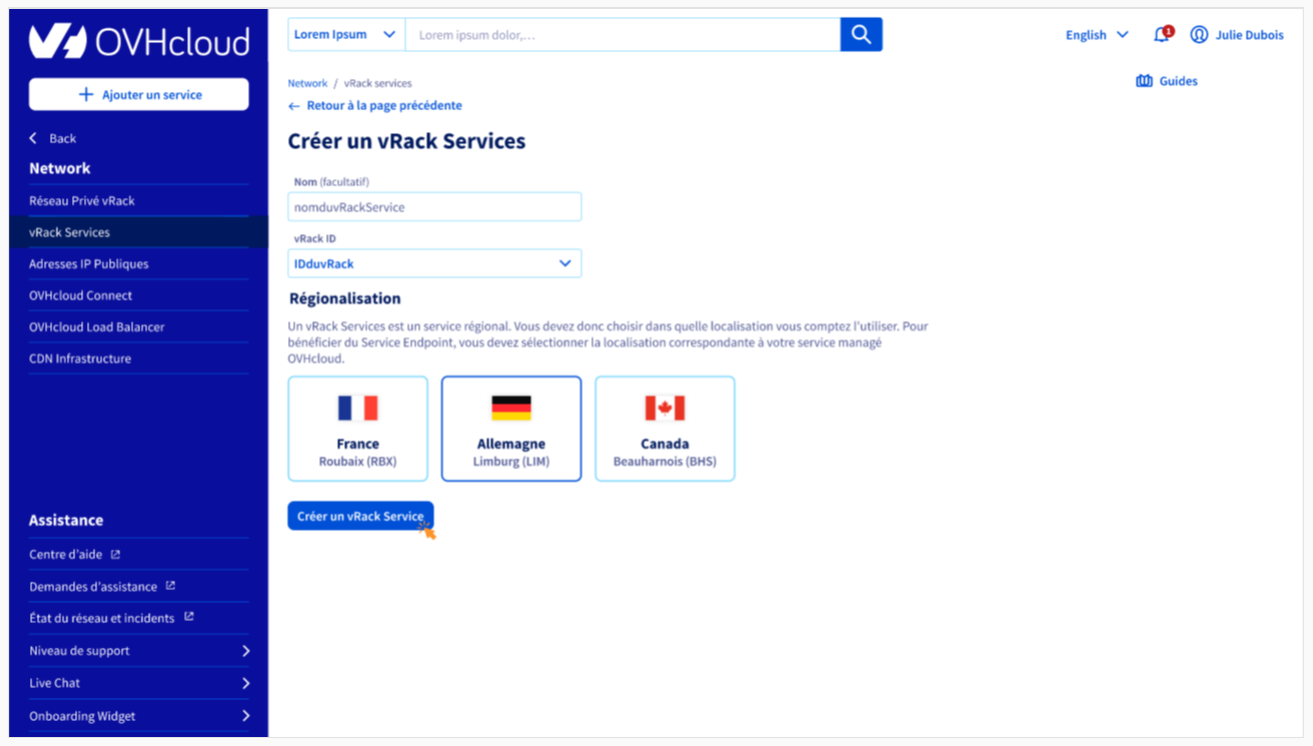 OVHcloud
Ajouter un service
Back
Network
Réseau Privé vRack
vRack Services
Adresses IP Publiques
OVHcloud Connect
OVHcloud Load Balancer
CDN Infrastructure
Assistance
Centre d'aide
Demandes d'assistance
État du réseau et incidents
Niveau de support
Live Chat
Onboarding Widget
Lorem Ipsum
Lorem ipsum dolor,...
English
1
Julie Dubois
Guides
Network / vRack services
← Retour à la page précédente
Créer un vRack Services
Nom (facultatif)
nomduvRackService
vRack ID
IDduvRack
Régionalisation
Un vRack Services est un service régional. Vous devez donc choisir dans quelle localisation vous comptez l'utiliser. Pour
bénéficier du Service Endpoint, vous devez sélectionner la localisation correspondante à votre service managé
OVHcloud.
France
Roubaix (RBX)
Allemagne
Limburg (LIM)
Canada
Beauharnois (BHS)
Créer un vRack Service